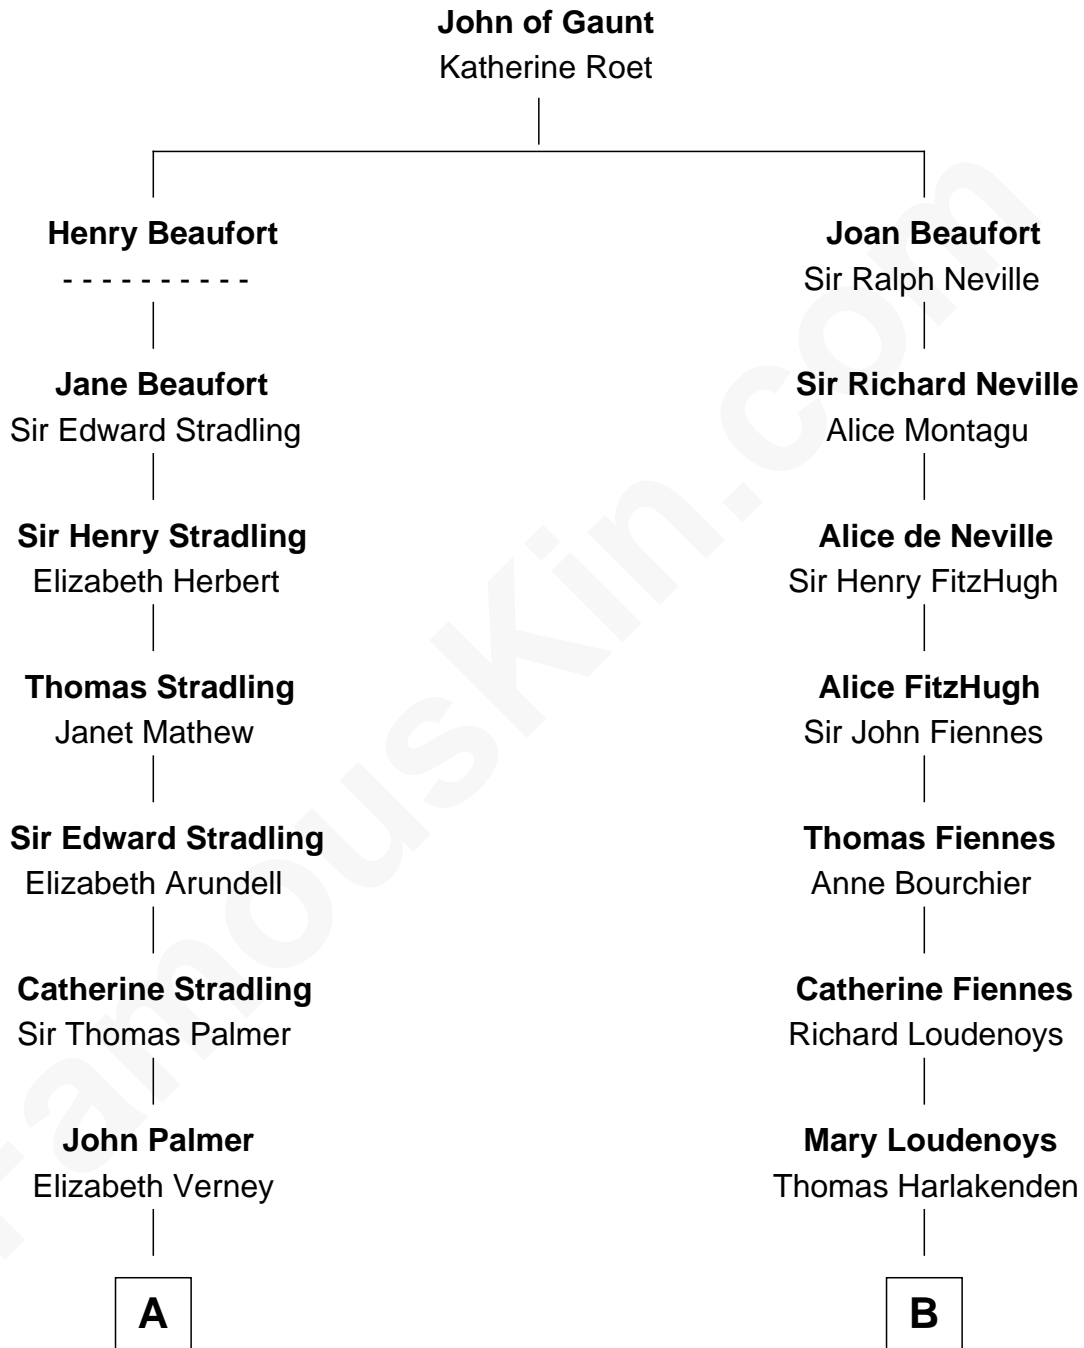 John of Gaunt
Katherine Roet
Henry Beaufort
- - - - - - - - - -
Jane Beaufort
Sir Edward Stradling
Sir Henry Stradling
Elizabeth Herbert
Thomas Stradling
Janet Mathew
Sir Edward Stradling
Elizabeth Arundell
Catherine Stradling
Sir Thomas Palmer
John Palmer
Elizabeth Verney
A
Joan Beaufort
Sir Ralph Neville
Sir Richard Neville
Alice Montagu
Alice de Neville
Sir Henry FitzHugh
Alice FitzHugh
Sir John Fiennes
Thomas Fiennes
Anne Bourchier
Catherine Fiennes
Richard Loudenoys
Mary Loudenoys
Thomas Harlakenden
B
FamousKin.com